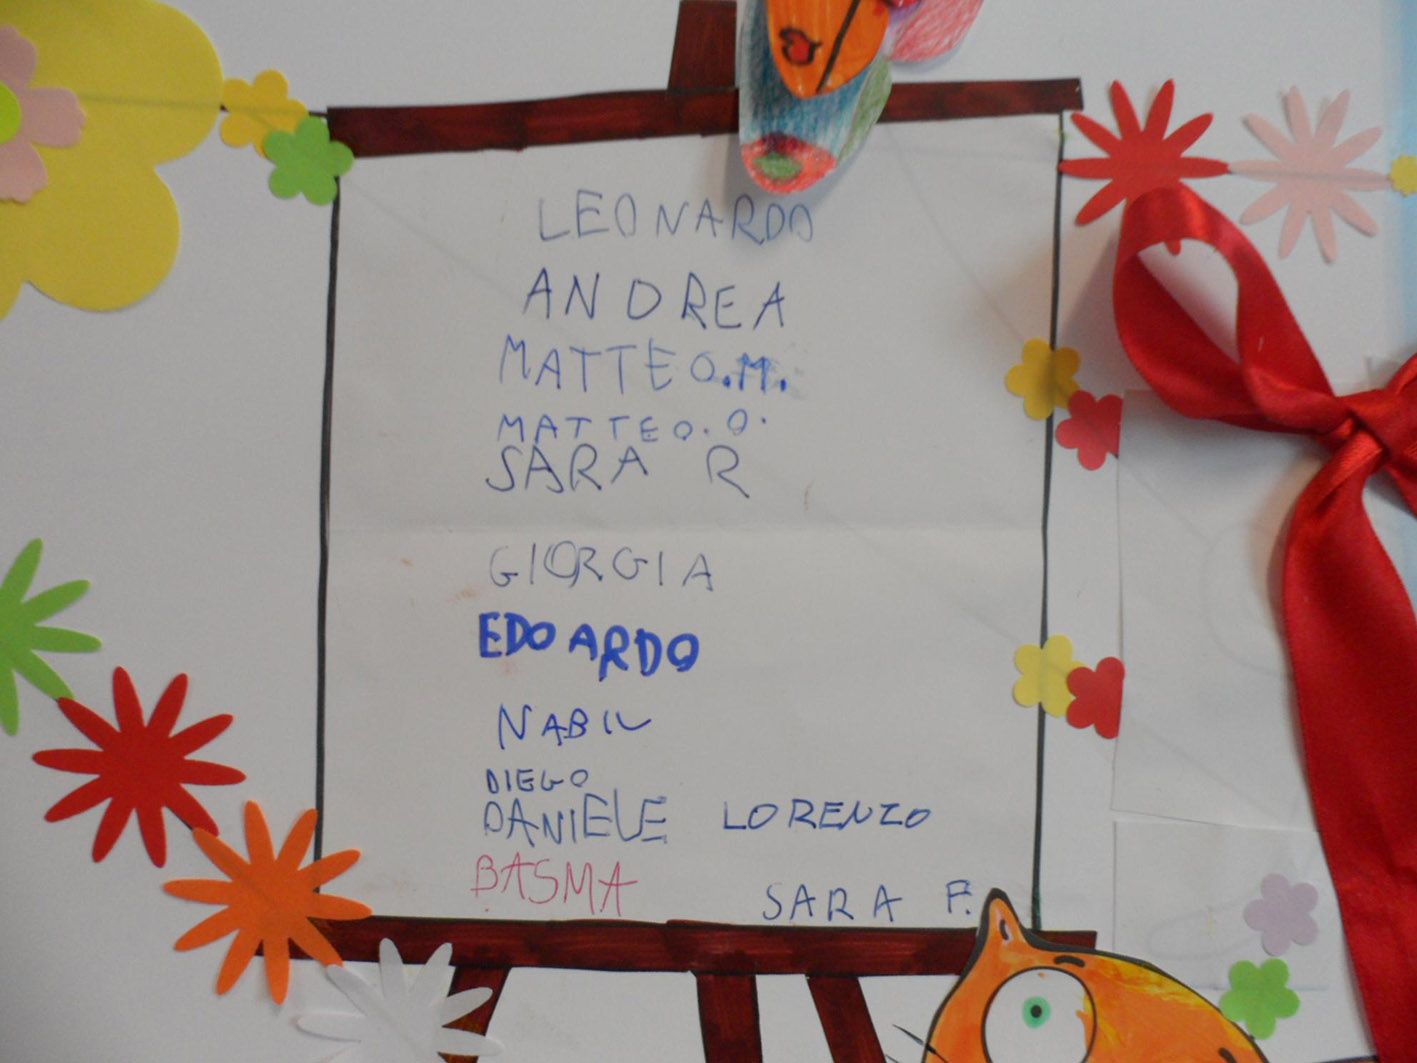 LEONARDO
ANDREA
MATTEO.M.
MATTEO.O.
SARA R
GIORGIA
EDOARDO
NABIL
DIEGO
DANIELE LORENZO
BASMA
SARA F.